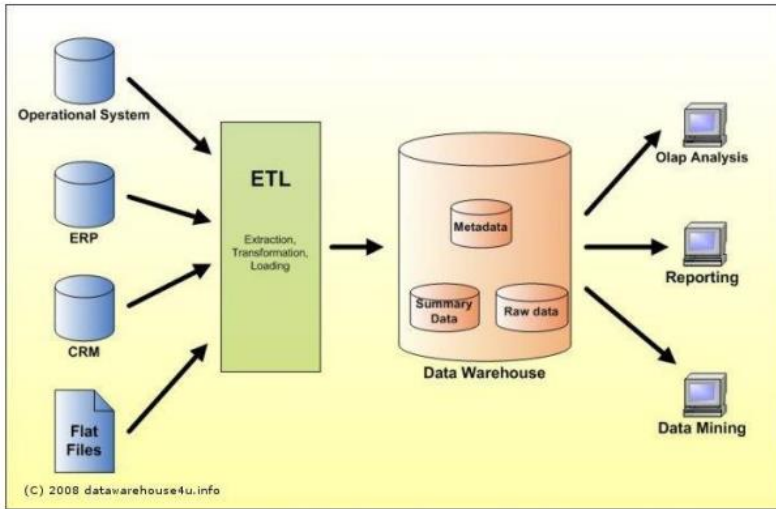 Operational System
ERP
CRM
Flat
Files
ETL
Extraction,
Transformation,
Loading
Metadata
Summary
Data
Raw data
Data Warehouse
Olap Analysis
Reporting
Data Mining
(C) 2008 datawarehouse4u.info